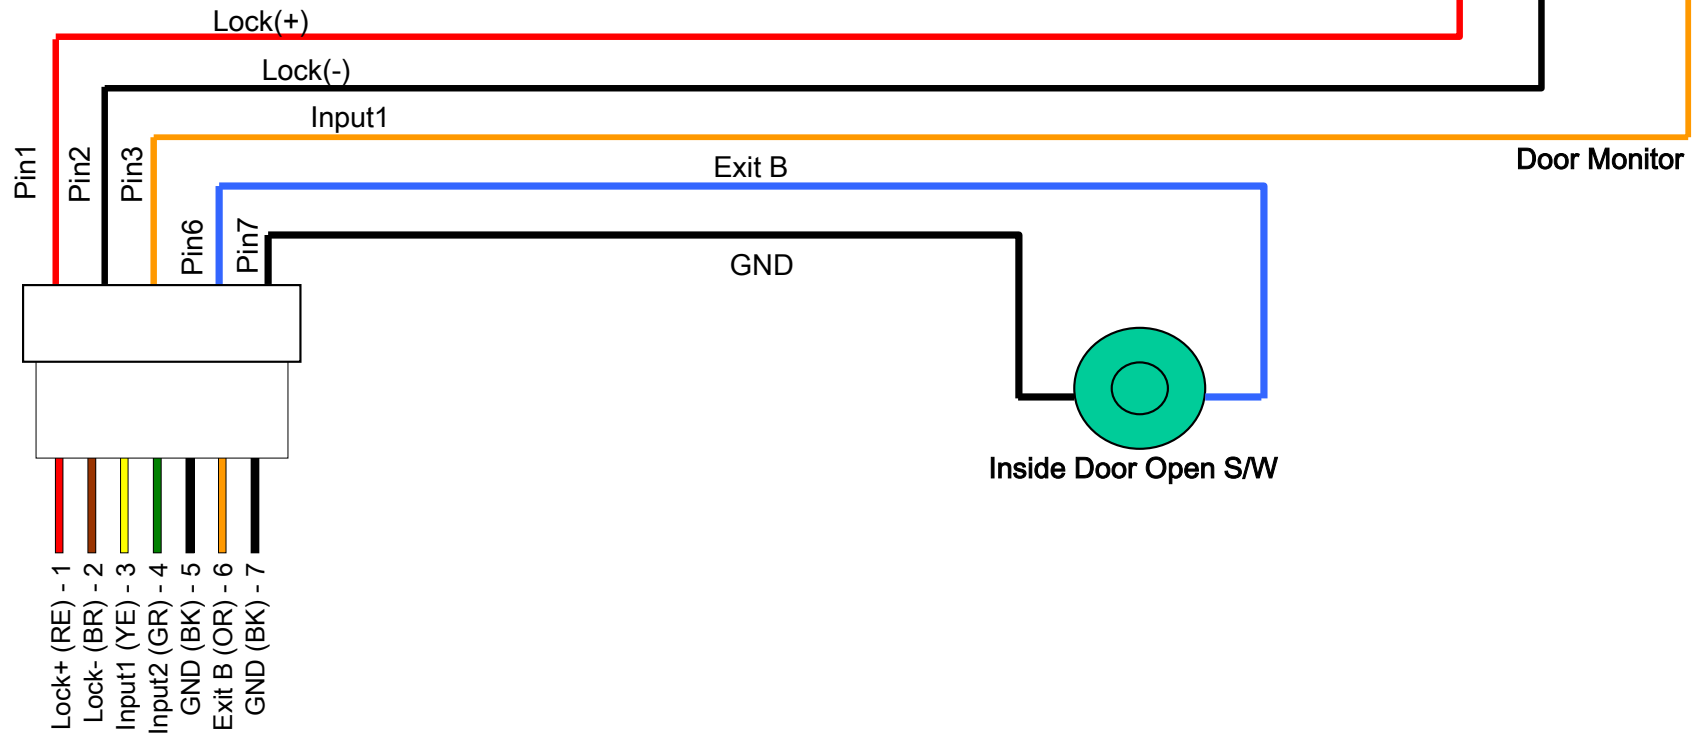 Lock(+)
Lock(-)
Input1
Door Monitor
Exit B
GND
Pin1
Pin2
Pin3
Pin6
Pin7
Inside Door Open S/W
Lock+ (RE) - 1
Lock- (BR) - 2
Input1 (YE) - 3
Input2 (GR) - 4
GND (BK) - 5
Exit B (OR) - 6
GND (BK) - 7